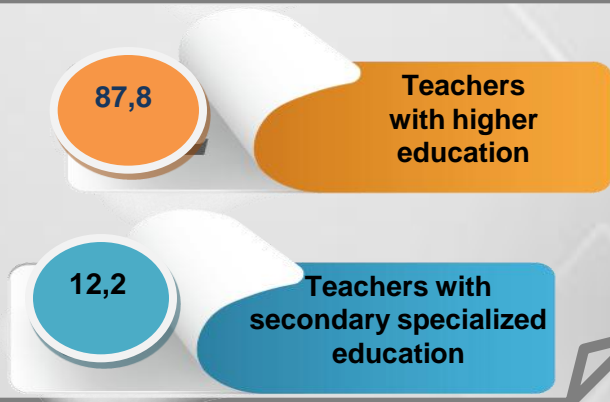 87,8
Teachers
with higher
education
12,2
Teachers with
secondary specialized
education